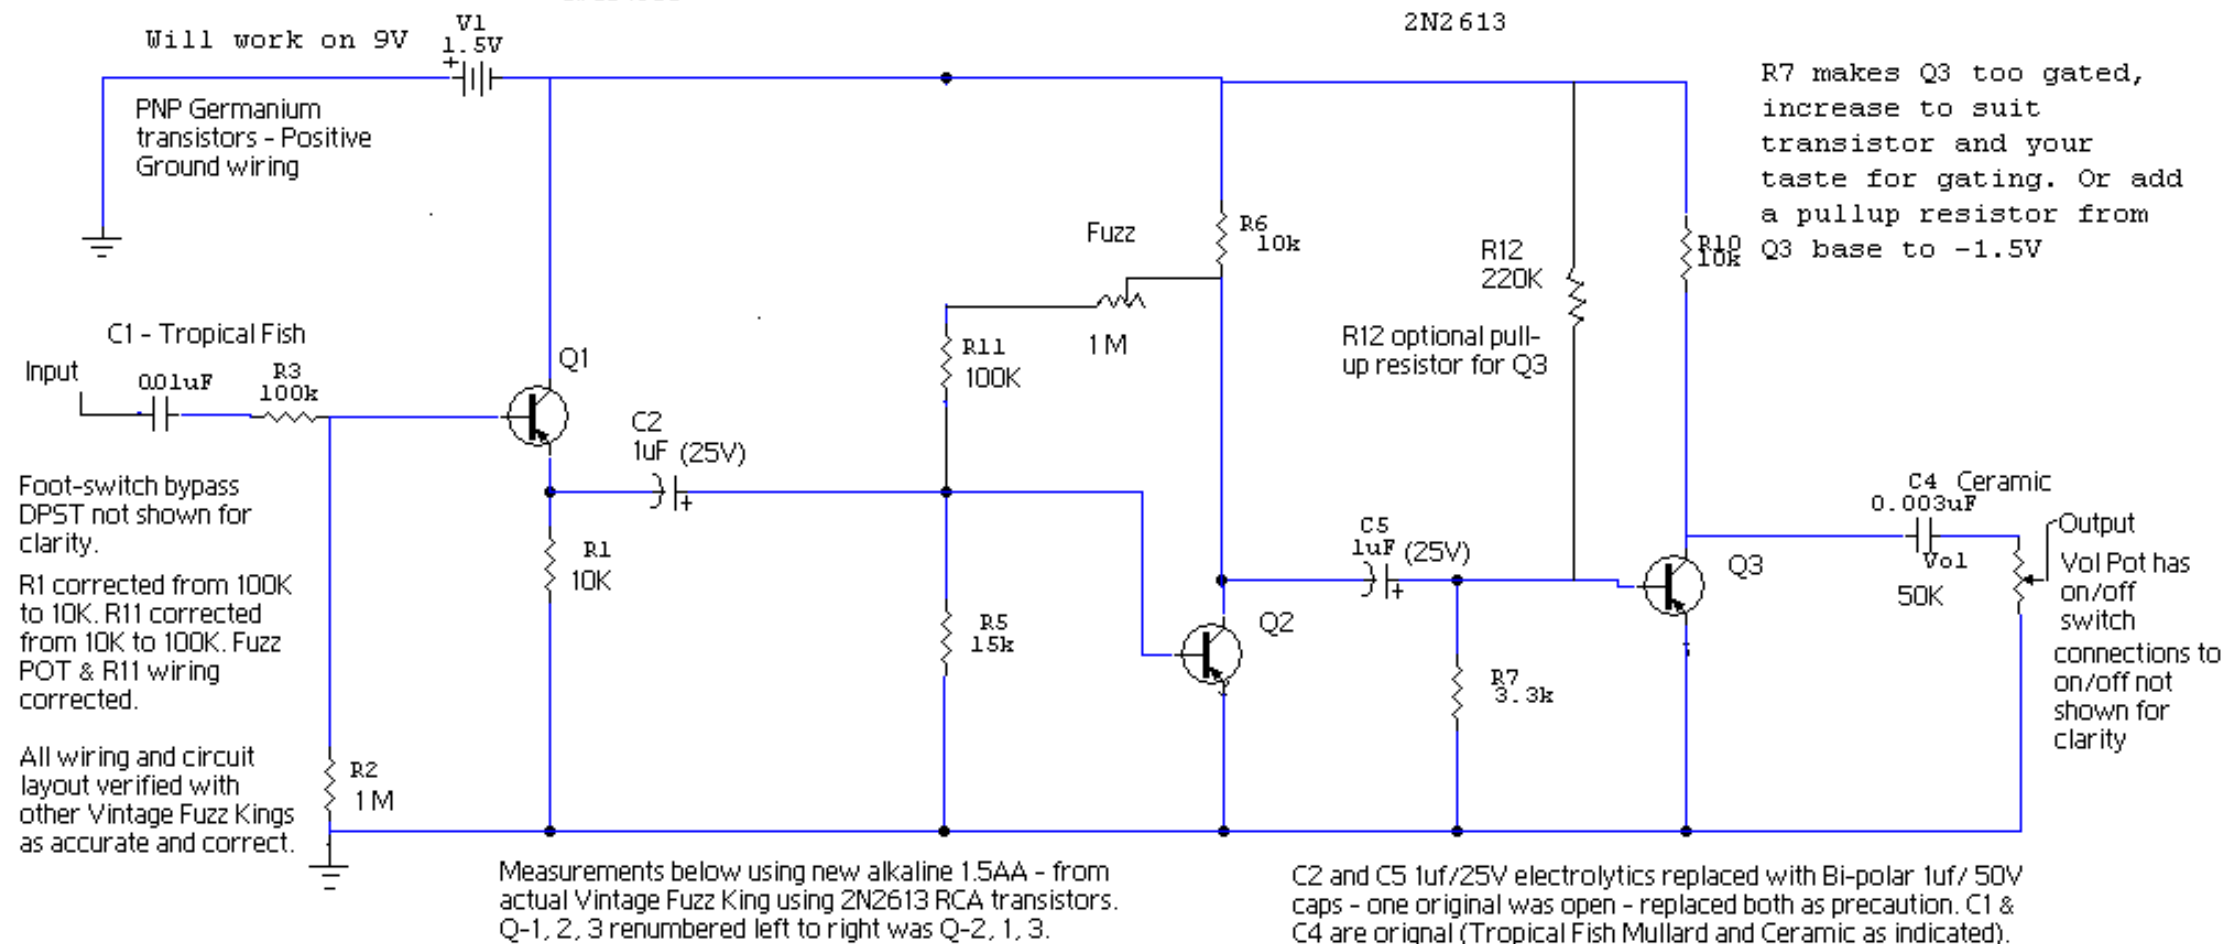 2N2613
Will work on 9V
V1
1.5V
+
PNP Germanium
transistors - Positive
Ground wiring
R7 makes Q3 too gated,
increase to suit
transistor and your
taste for gating. Or add
a pullup resistor from
Q3 base to -1.5V
Fuzz
1M
R6
10k
R12
220K
R12 optional pull-
up resistor for Q3
R10
10k
C1 - Tropical Fish
Input
0.01uF
R3
100k
Q1
R11
100K
C2
1uF (25V)
+
Foot-switch bypass
DPST not shown for
clarity.
R1 corrected from 100K
to 10K. R11 corrected
from 10K to 100K. Fuzz
POT & R11 wiring
corrected.
All wiring and circuit
layout verified with
other Vintage Fuzz Kings
as accurate and correct.
R1
10K
R2
1M
R5
15k
Q2
C5
1uF (25V)
+
R7
3.3k
Q3
C4 Ceramic
0.003uF
Vol
50K
Output
Vol Pot has
on/off
switch
connections to
on/off not
shown for
clarity
Measurements below using new alkaline 1.5AA - from
actual Vintage Fuzz King using 2N2613 RCA transistors.
Q-1, 2, 3 renumbered left to right was Q-2, 1, 3.
C2 and C5 1uf/25V electrolytics replaced with Bi-polar 1uf/ 50V
caps - one original was open - replaced both as precaution. C1 &
C4 are orignal (Tropical Fish Mullard and Ceramic as indicated).